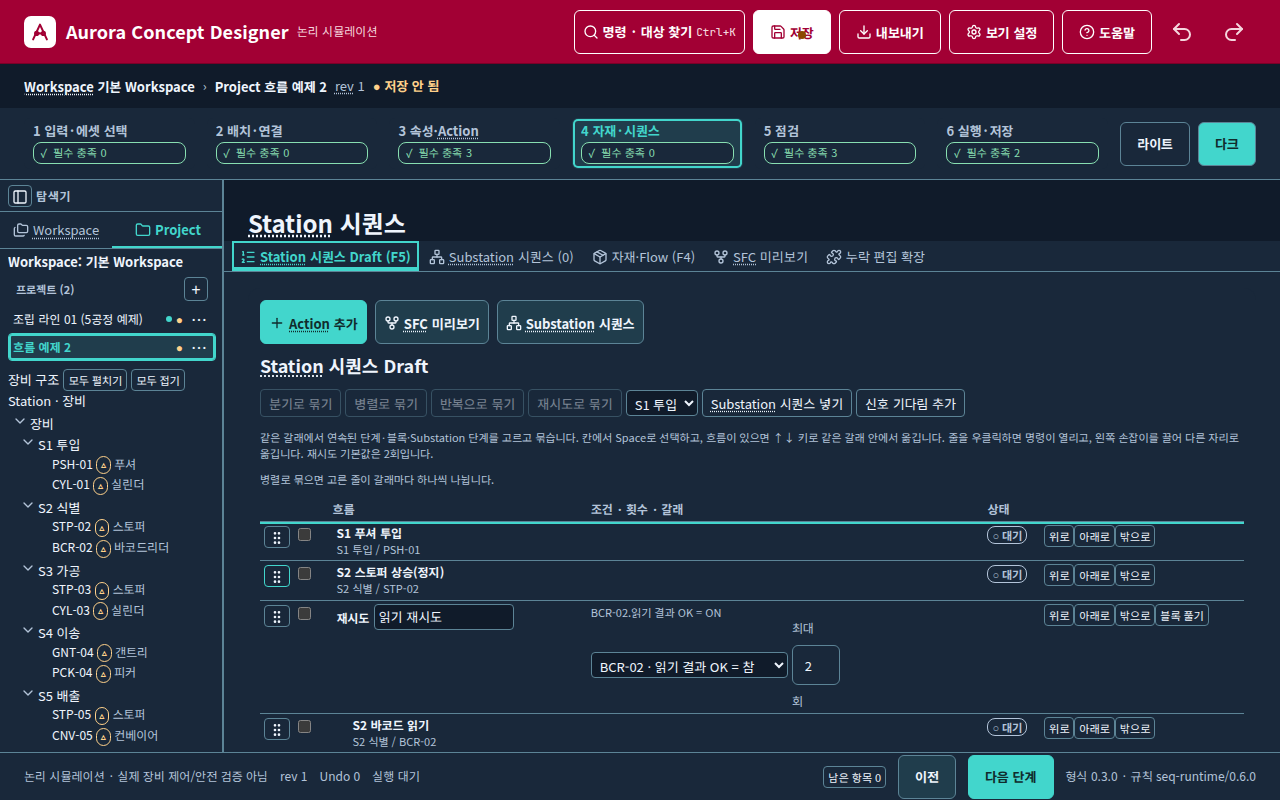 Aurora Concept Designer 논리 시뮬레이션
명령 · 대상 찾기 Ctrl+K
저장
내보내기
보기 설정
도움말
Workspace 기본 Workspace › Project 흐름 예제 2 rev 1 ● 저장 안 됨
1 입력·에셋 선택
✓ 필수 충족 0
2 배치·연결
✓ 필수 충족 0
3 속성·Action
✓ 필수 충족 3
4 자재·시퀀스
✓ 필수 충족 0
5 점검
✓ 필수 충족 3
6 실행·저장
✓ 필수 충족 2
라이트
다크
탐색기
Workspace
Project
Workspace: 기본 Workspace
프로젝트 (2)
+
조립 라인 01 (5공정 예제) ● ● ···
흐름 예제 2 ● ···
장비 구조 모두 펼치기 모두 접기
Station · 장비
장비
S1 투입
PSH-01 푸셔
CYL-01 실린더
S2 식별
STP-02 스토퍼
BCR-02 바코드리더
S3 가공
STP-03 스토퍼
CYL-03 실린더
S4 이송
GNT-04 갠트리
PCK-04 피커
S5 배출
STP-05 스토퍼
CNV-05 컨베이어
Station 시퀀스
Station 시퀀스 Draft (F5)
Substation 시퀀스 (0)
자재·Flow (F4)
SFC 미리보기
누락 편집 확장
+ Action 추가
SFC 미리보기
Substation 시퀀스
Station 시퀀스 Draft
분기로 묶기
병렬로 묶기
반복으로 묶기
재시도로 묶기
S1 투입
Substation 시퀀스 넣기
신호 기다림 추가
같은 갈래에서 연속된 단계·블록·Substation 단계를 고르고 묶습니다. 칸에서 Space로 선택하고, 흐름이 있으면 ↑↓ 키로 같은 갈래 안에서 옮깁니다. 줄을 우클릭하면 명령이 열리고, 왼쪽 손잡이를 끌어 다른 자리로
옮깁니다. 재시도 기본값은 2회입니다.
병렬로 묶으면 고른 줄이 갈래마다 하나씩 나뉩니다.
흐름 조건 · 횟수 · 갈래 상태
S1 푸셔 투입 ○ 대기 위로 아래로 밖으로
S1 투입 / PSH-01
S2 스토퍼 상승(정지) ○ 대기 위로 아래로 밖으로
S2 식별 / STP-02
재시도 읽기 재시도 BCR-02.읽기 결과 OK = ON 위로 아래로 밖으로 블록 풀기
최대
BCR-02 · 읽기 결과 OK = 참 2
회
S2 바코드 읽기 ○ 대기 위로 아래로 밖으로
S2 식별 / BCR-02
논리 시뮬레이션 · 실제 장비 제어/안전 검증 아님 rev 1 Undo 0 실행 대기
남은 항목 0
이전
다음 단계
형식 0.3.0 · 규칙 seq-runtime/0.6.0